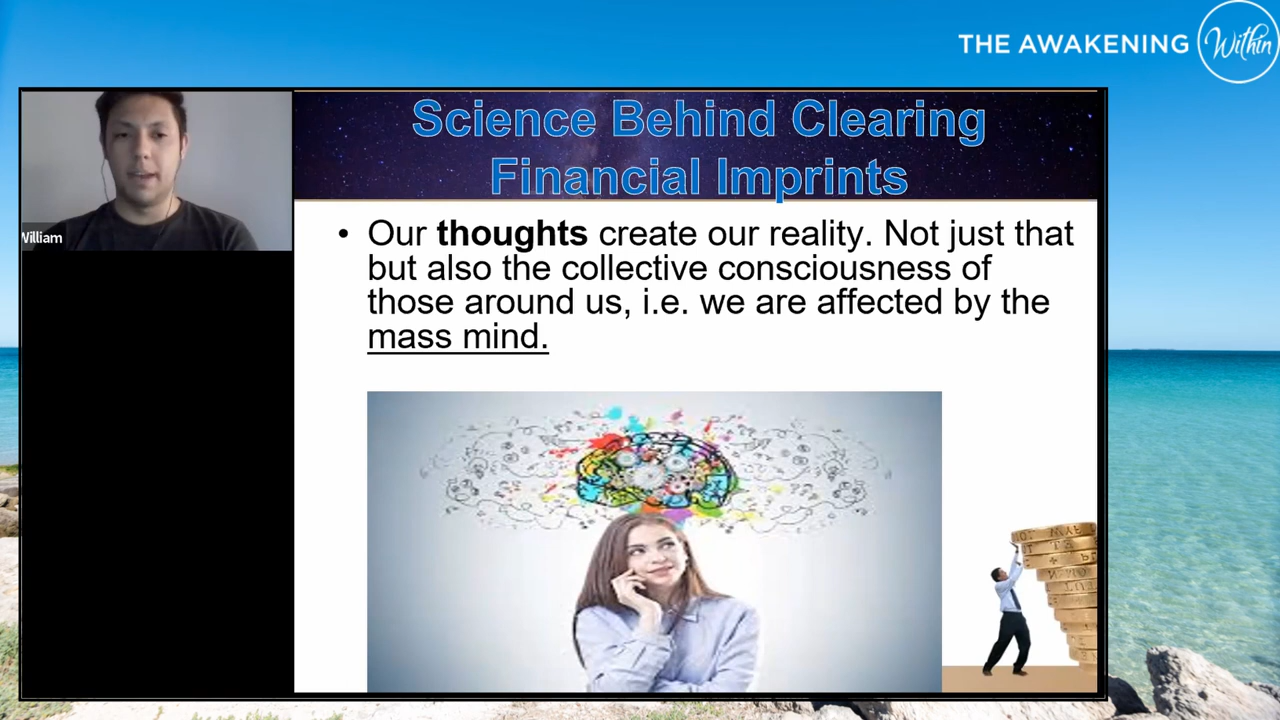 THE AWAKENING Within
Science Behind Clearing
Financial Imprints
William
• Our thoughts create our reality. Not just that
but also the collective consciousness of
those around us, i.e. we are affected by the
mass mind.